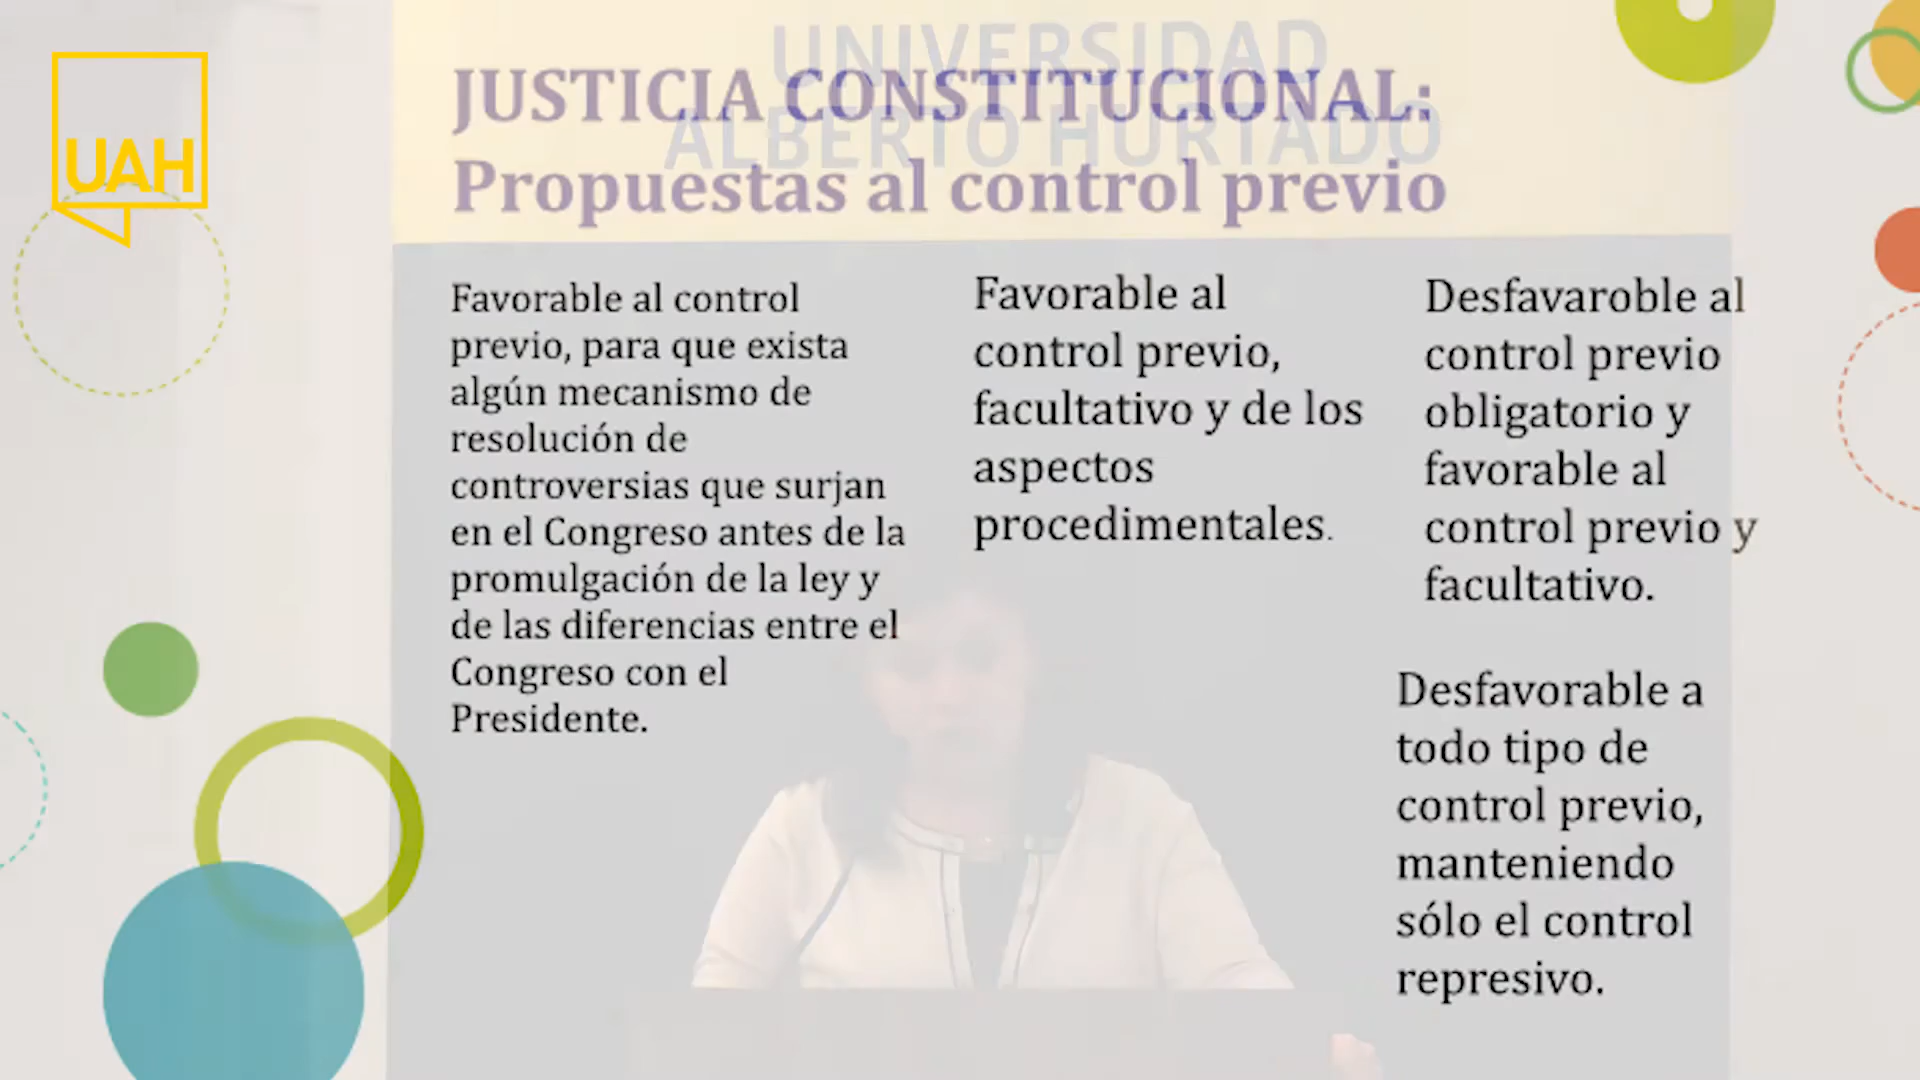 UAH
UNIVERSIDAD
ALBERTO HURTADO
JUSTICIA CONSTITUCIONAL:
Propuestas al control previo
Favorable al control
previo, para que exista
algún mecanismo de
resolución de
controversias que surjan
en el Congreso antes de la
promulgación de la ley y
de las diferencias entre el
Congreso con el
Presidente.
Favorable al
control previo,
facultativo y de los
aspectos
procedimentales.
Desfavaroble al
control previo
obligatorio y
favorable al
control previo y
facultativo.
Desfavorable a
todo tipo de
control previo,
manteniendo
sólo el control
represivo.